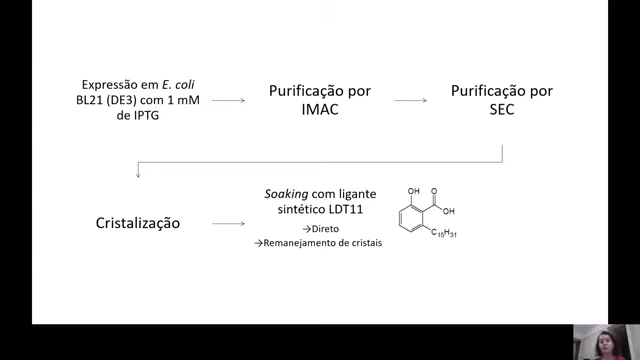 Expressão em E. coli
BL21 (DE3) com 1 mM
de IPTG
Purificação por
IMAC
Purificação por
SEC
Cristalização
Soaking com ligante
sintético LDT11
→Direto
→Remanejamento de cristais
OH
O
OH
C₁₅H₃₁